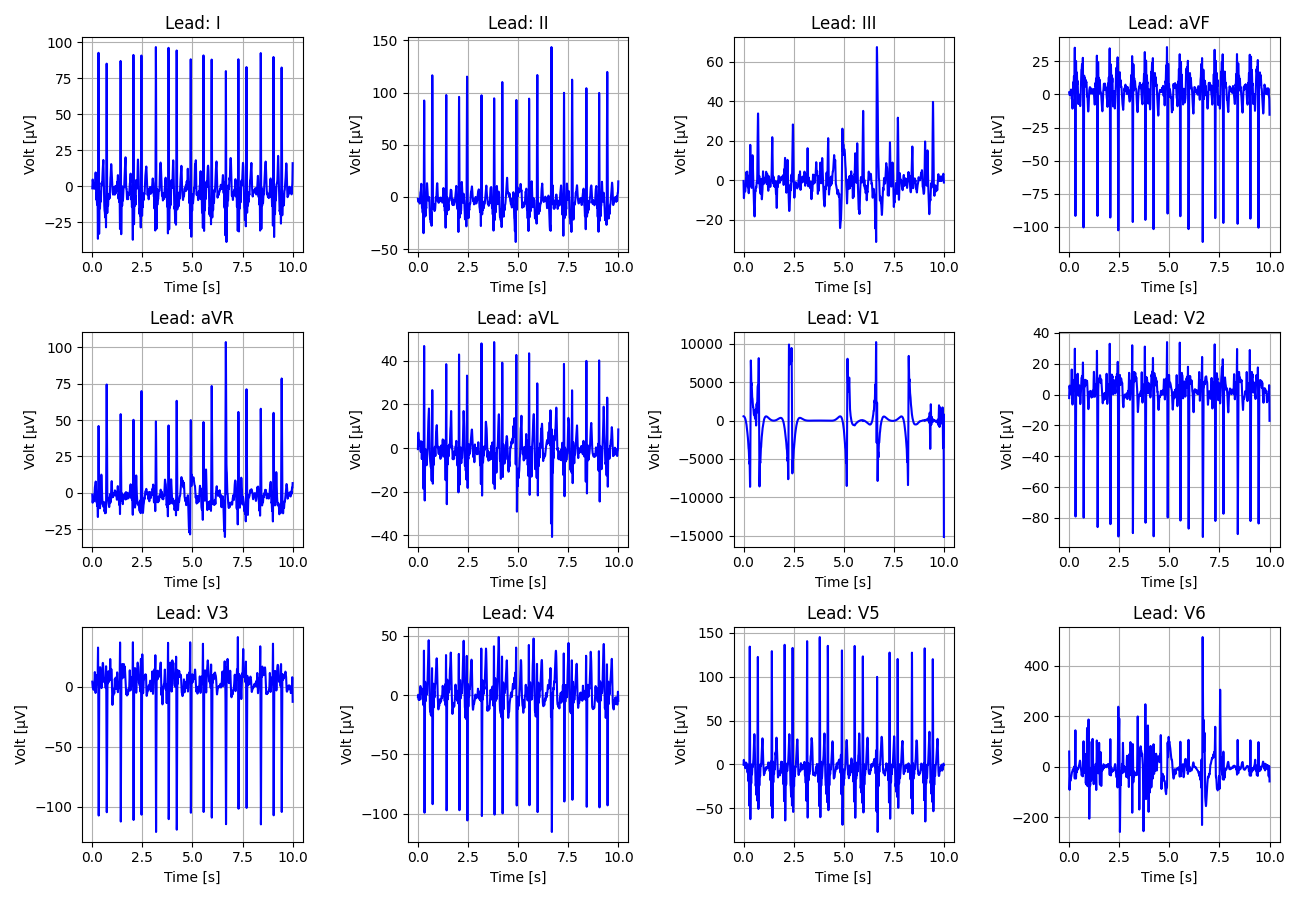 Lead: I Lead: II Lead: III Lead: aVF
Volt [µV] Volt [µV] Volt [µV] Volt [µV]
100 75 50 25 0 −25
150 100 50 0 −50
60 40 20 0 −20
25 0 −25 −50 −75 −100
0.0 2.5 5.0 7.5 10.0 0.0 2.5 5.0 7.5 10.0 0.0 2.5 5.0 7.5 10.0 0.0 2.5 5.0 7.5 10.0
Time [s] Time [s] Time [s] Time [s]
Lead: aVR Lead: aVL Lead: V1 Lead: V2
Volt [µV] Volt [µV] Volt [µV] Volt [µV]
100 75 50 25 0 −25
40 20 0 −20 −40
10000 5000 0 −5000 −10000 −15000
40 20 0 −20 −40 −60 −80
0.0 2.5 5.0 7.5 10.0 0.0 2.5 5.0 7.5 10.0 0.0 2.5 5.0 7.5 10.0 0.0 2.5 5.0 7.5 10.0
Time [s] Time [s] Time [s] Time [s]
Lead: V3 Lead: V4 Lead: V5 Lead: V6
Volt [µV] Volt [µV] Volt [µV] Volt [µV]
0 −50 −100
50 0 −50 −100
150 100 50 0 −50
400 200 0 −200
0.0 2.5 5.0 7.5 10.0 0.0 2.5 5.0 7.5 10.0 0.0 2.5 5.0 7.5 10.0 0.0 2.5 5.0 7.5 10.0
Time [s] Time [s] Time [s] Time [s]